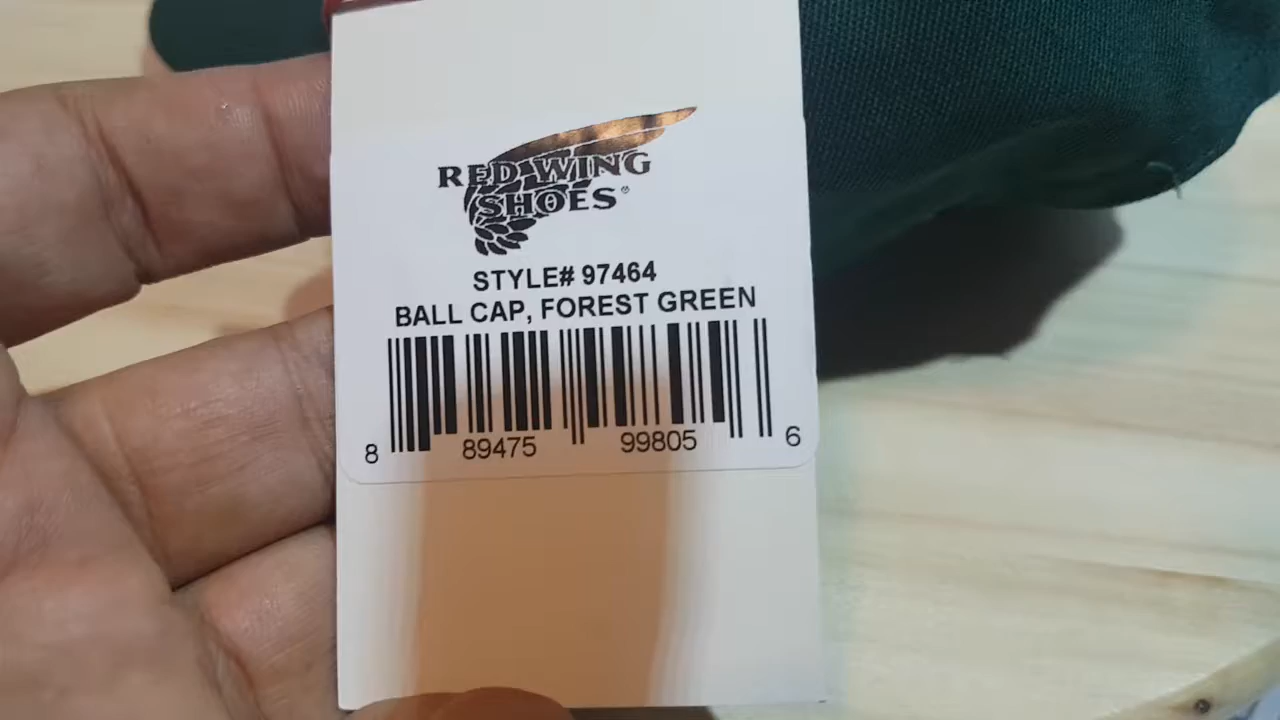 RED WING
SHOES®
STYLE# 97464
BALL CAP, FOREST GREEN
8 89475 99805 6